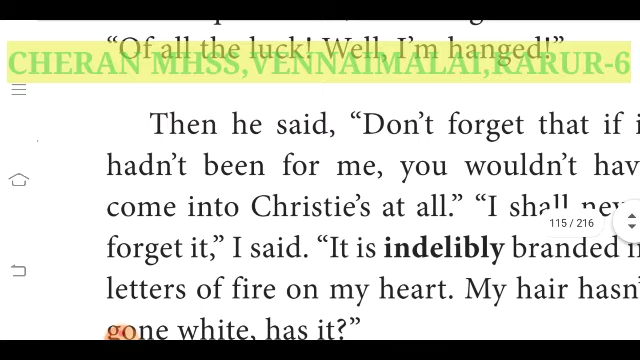 “Of all the luck! Well, I’m hanged!”
CHERAN MHSS,VENNAIMALAI,KARUR-6
Then he said, “Don’t forget that if i
hadn’t been for me, you wouldn’t hav
come into Christie’s at all.” “I shall nev
115 / 216
forget it,” I said. “It is indelibly branded
letters of fire on my heart. My hair hasn’
gone white, has it?”